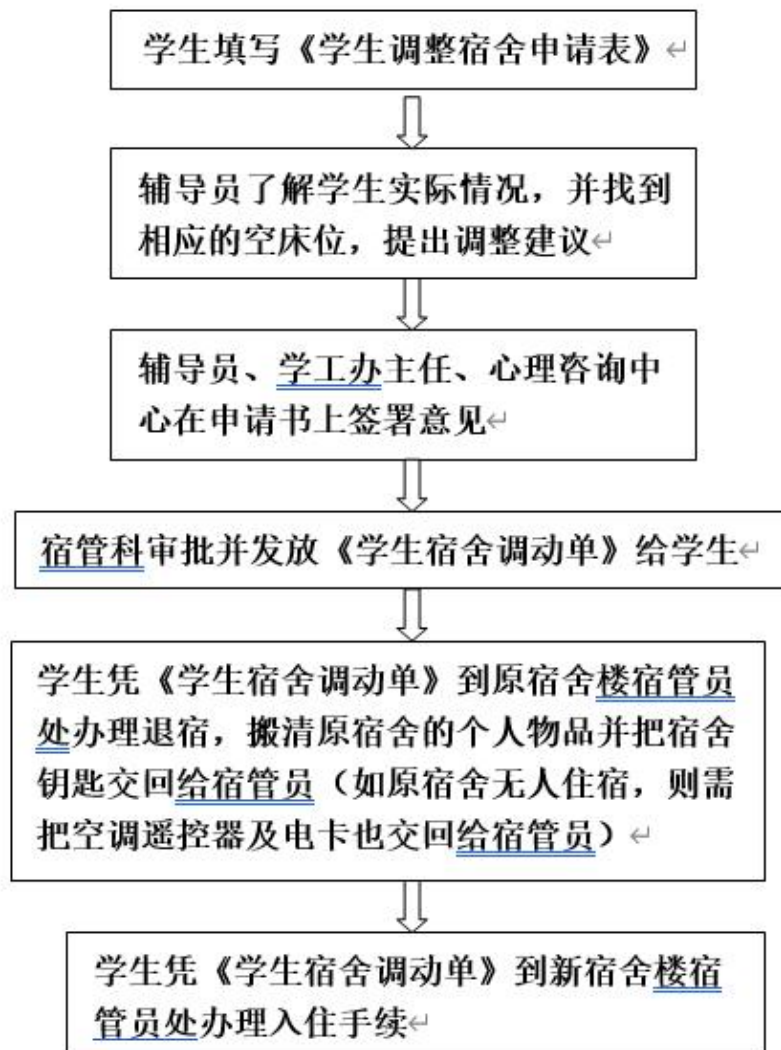 学生填写《学生调整宿舍申请表》
辅导员了解学生实际情况，并找到
相应的空床位，提出调整建议
辅导员、学工办主任、心理咨询中
心在申请书上签署意见
宿管科审批并发放《学生宿舍调动单》给学生
学生凭《学生宿舍调动单》到原宿舍楼宿管员
处办理退宿，搬清原宿舍的个人物品并把宿舍
钥匙交回给宿管员（如原宿舍无人住宿，则需
把空调遥控器及电卡也交回给宿管员）
学生凭《学生宿舍调动单》到新宿舍楼宿
管员处办理入住手续